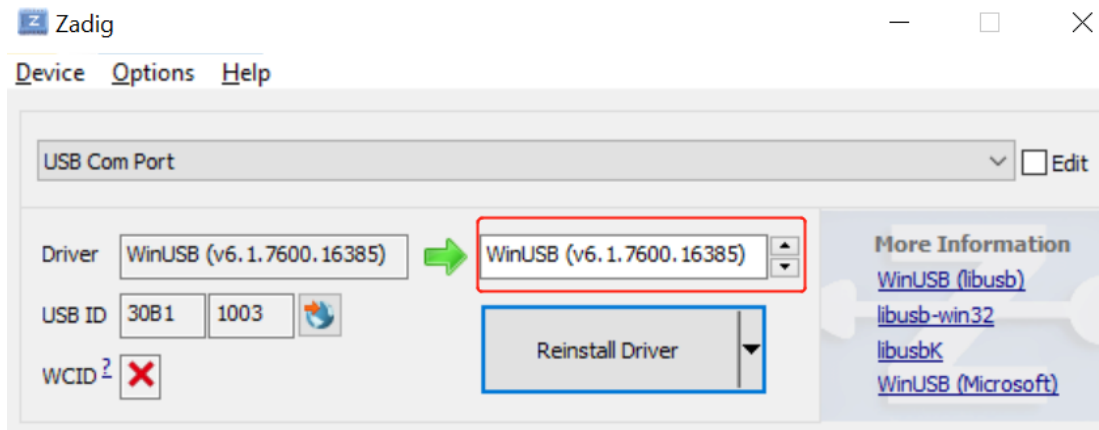 Zadig
Device Options Help
USB Com Port
Edit
Driver WinUSB (v6.1.7600.16385) WinUSB (v6.1.7600.16385)
USB ID 30B1 1003
WCID ?
Reinstall Driver
More Information
WinUSB (libusb)
libusb-win32
libusbK
WinUSB (Microsoft)